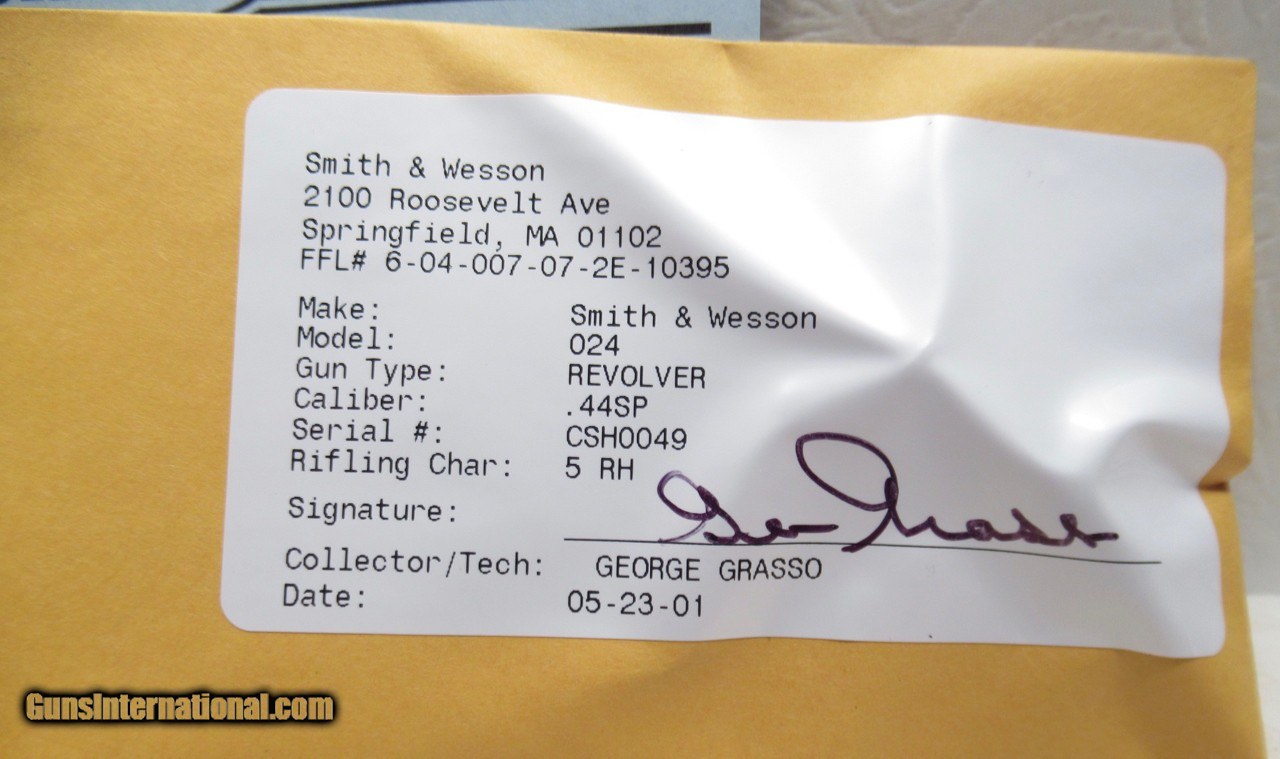 Smith & Wesson
2100 Roosevelt Ave
Springfield, MA 01102
FFL# 6-04-007-07-2E-10395
Make: Smith & Wesson
Model: 024
Gun Type: REVOLVER
Caliber: .44SP
Serial #: CSH0049
Rifling Char: 5 RH
Signature: Geo Grasso
Collector/Tech: GEORGE GRASSO
Date: 05-23-01
GunsInternational.com